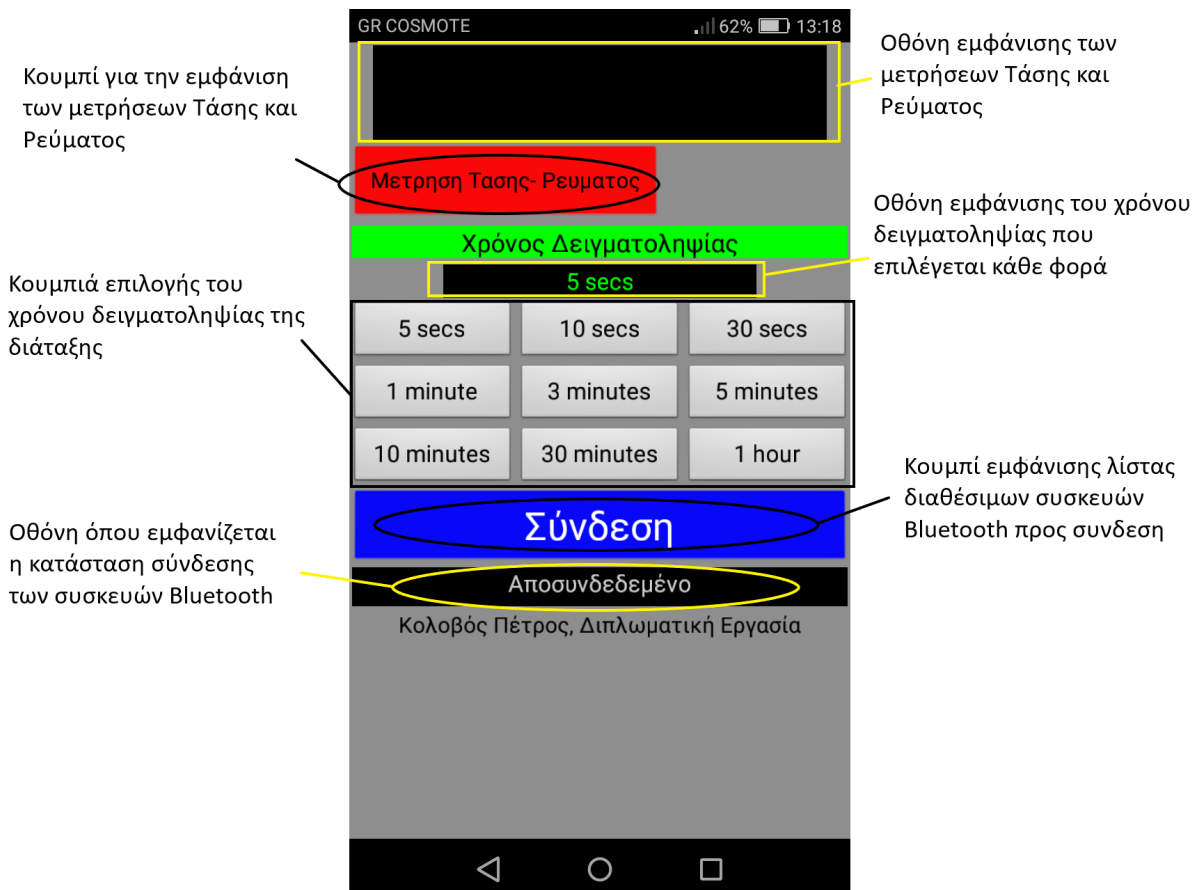 GR COSMOTE 62% 13:18
Κουμπί για την εμφάνιση
των μετρήσεων Τάσης και
Ρεύματος
Οθόνη εμφάνισης των
μετρήσεων Τάσης και
Ρεύματος
Μετρηση Τασης- Ρευματος
Οθόνη εμφάνισης του χρόνου
δειγματοληψίας που
επιλέγεται κάθε φορά
Χρόνος Δειγματοληψίας
5 secs
Κουμπιά επιλογής του
χρόνου δειγματοληψίας της
διάταξης
5 secs 10 secs 30 secs
1 minute 3 minutes 5 minutes
10 minutes 30 minutes 1 hour
Κουμπί εμφάνισης λίστας
διαθέσιμων συσκευών
Bluetooth προς συνδεση
Σύνδεση
Οθόνη όπου εμφανίζεται
η κατάσταση σύνδεσης
των συσκευών Bluetooth
Αποσυνδεδεμένο
Κολοβός Πέτρος, Διπλωματική Εργασία